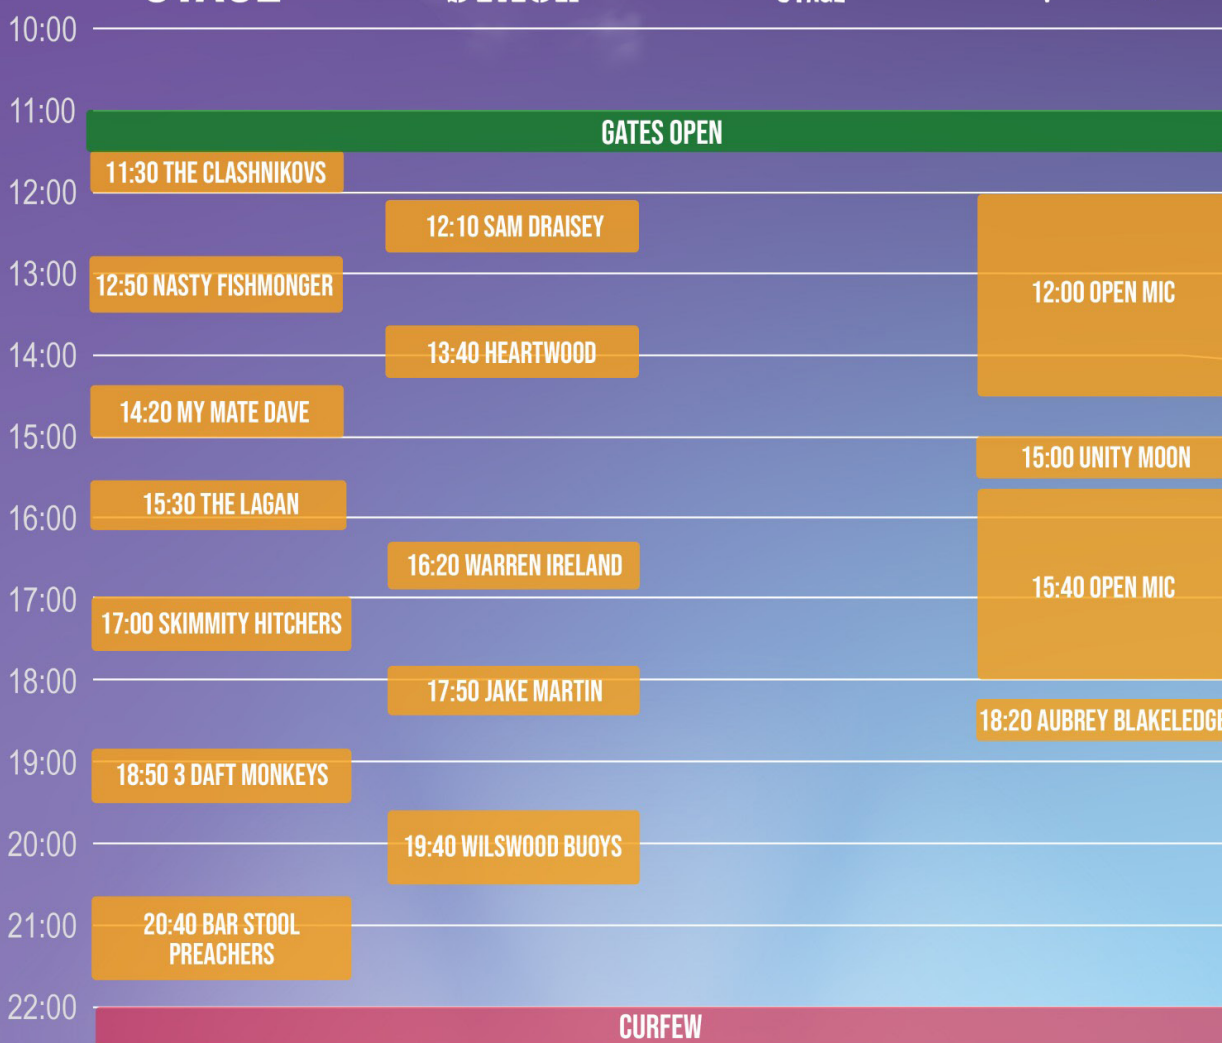 10:00
11:00
GATES OPEN
11:30 THE CLASHNIKOVS
12:00
12:10 SAM DRAISEY
13:00
12:50 NASTY FISHMONGER
12:00 OPEN MIC
14:00
13:40 HEARTWOOD
14:20 MY MATE DAVE
15:00
15:00 UNITY MOON
15:30 THE LAGAN
16:00
16:20 WARREN IRELAND
15:40 OPEN MIC
17:00
17:00 SKIMMITY HITCHERS
18:00
17:50 JAKE MARTIN
18:20 AUBREY BLAKELEDGE
19:00
18:50 3 DAFT MONKEYS
20:00
19:40 WILSWOOD BUOYS
21:00
20:40 BAR STOOL
PREACHERS
22:00
CURFEW